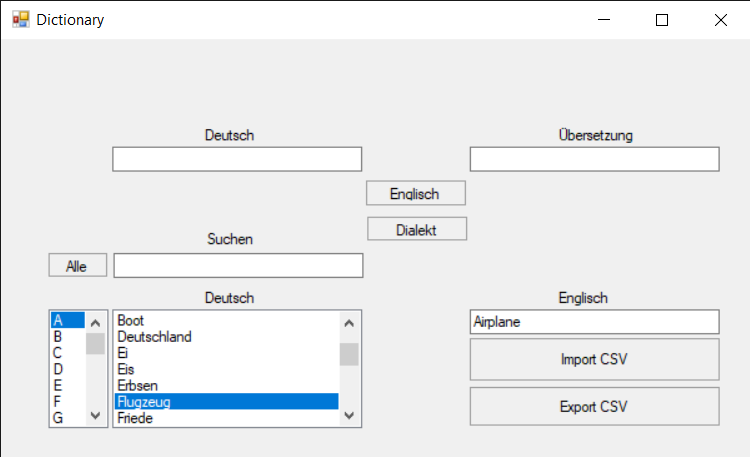 Dictionary
Deutsch
Übersetzung
Englisch
Dialekt
Suchen
Alle
Deutsch
Englisch
A
B
C
D
E
F
G
Boot
Deutschland
Ei
Eis
Erbsen
Flugzeug
Friede
Airplane
Import CSV
Export CSV